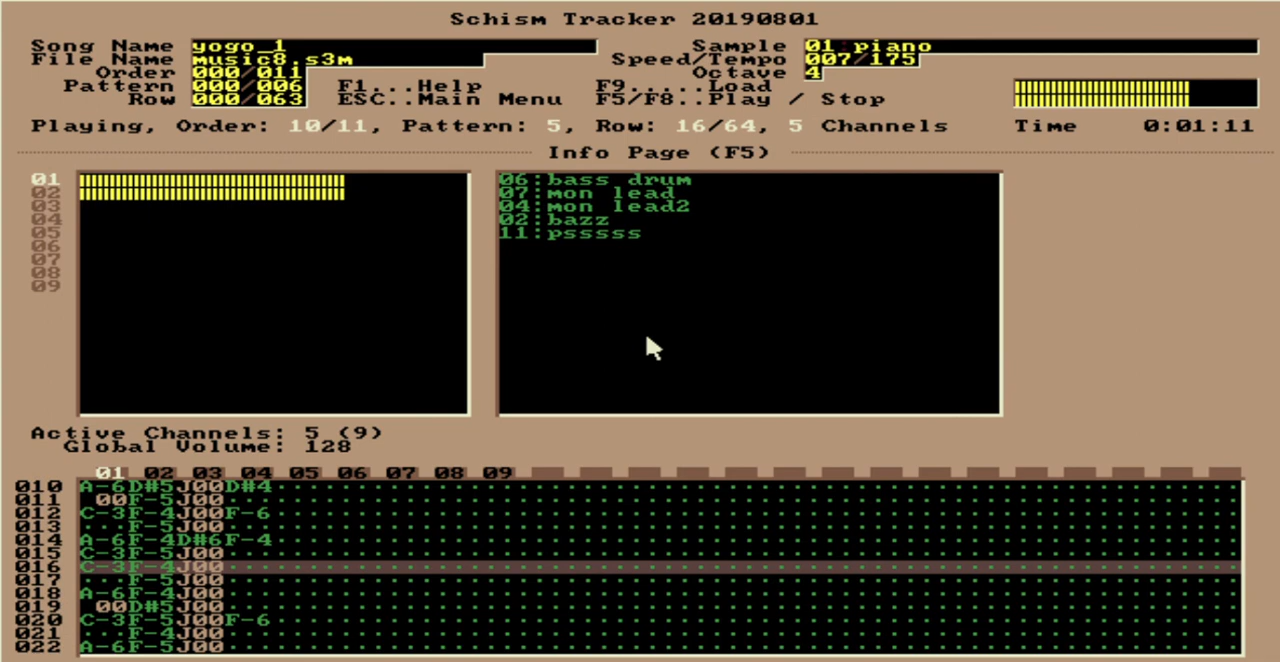 Schism Tracker 20190801
Song Name yogo_1 Sample 01:piano
File Name music8.s3m Speed/Tempo 007/175
Order 000/011 Octave 4
Pattern 000/006 F1...Help F9.....Load
Row 000/063 ESC..Main Menu F5/F8..Play / Stop
Playing, Order: 10/11, Pattern: 5, Row: 16/64, 5 Channels Time 0:01:11
Info Page (F5)
01 06:bass drum
02 07:mon lead
03 04:mon lead2
04 02:bazz
05 11:psssss
06
07
08
09
Active Channels: 5 (9)
Global Volume: 128
01 02 03 04 05 06 07 08 09
010 A-6D#5J00D#4
011 00F-5J00...
012 C-3F-4J00F-6
013 ...F-5J00...
014 A-6F-4D#6F-4
015 C-3F-5J00...
016 C-3F-4J00...
017 ...F-5J00...
018 A-6F-4J00...
019 00D#5J00...
020 C-3F-5J00F-6
021 ...F-4J00...
022 A-6F-5J00...